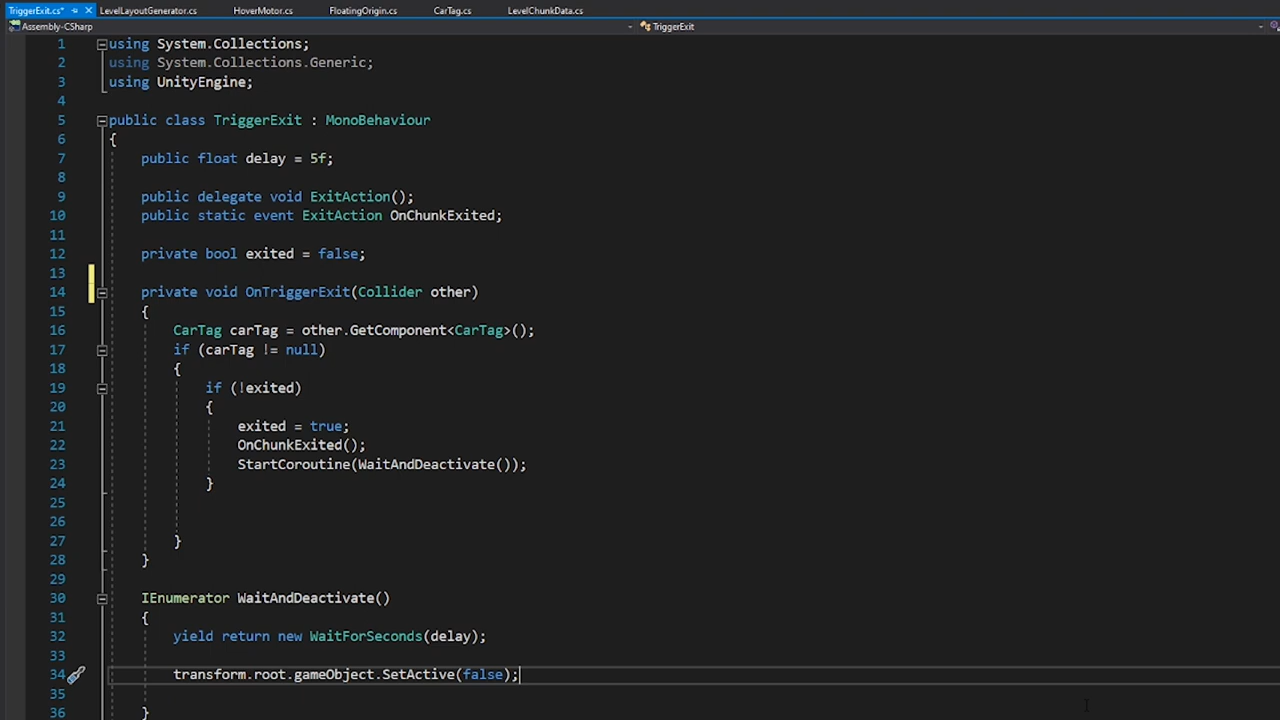 TriggerExit.cs* LevelLayoutGenerator.cs HoverMotor.cs FloatingOrigin.cs CarTag.cs LevelChunkData.cs
Assembly-CSharp TriggerExit
1 using System.Collections;
2 using System.Collections.Generic;
3 using UnityEngine;
4
5 public class TriggerExit : MonoBehaviour
6 {
7 public float delay = 5f;
8
9 public delegate void ExitAction();
10 public static event ExitAction OnChunkExited;
11
12 private bool exited = false;
13
14 private void OnTriggerExit(Collider other)
15 {
16 CarTag carTag = other.GetComponent<CarTag>();
17 if (carTag != null)
18 {
19 if (!exited)
20 {
21 exited = true;
22 OnChunkExited();
23 StartCoroutine(WaitAndDeactivate());
24 }
25
26
27 }
28 }
29
30 IEnumerator WaitAndDeactivate()
31 {
32 yield return new WaitForSeconds(delay);
33
34 transform.root.gameObject.SetActive(false);
35
36 }